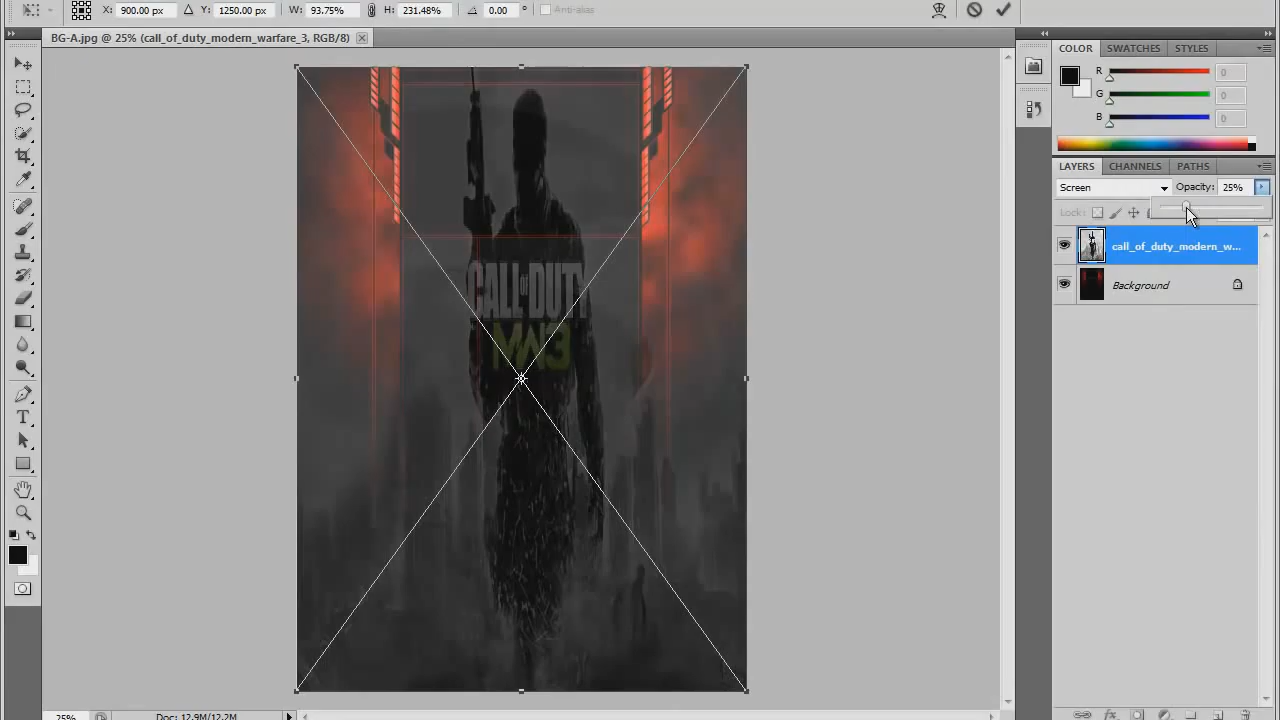 X: 900.00 px Y: 1250.00 px W: 93.75% H: 231.48% 0.00 ° Anti-alias
BG-A.jpg @ 25% (call_of_duty_modern_warfare_3, RGB/8)
COLOR SWATCHES STYLES
R 0
G 0
B 0
LAYERS CHANNELS PATHS
Screen Opacity: 25%
Lock:
call_of_duty_modern_w...
Background
CALL of DUTY
MW3
T
25% Doc: 12.9M/12.2M
fx